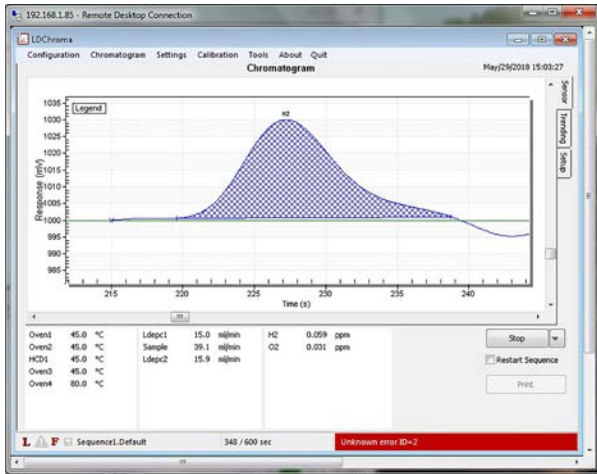 192.168.1.85 - Remote Desktop Connection
LDChroma
Configuration Chromatogram Settings Calibration Tools About Quit
Chromatogram
May/29/2018 15:03:27
Legend
H2
Response (mV)
1035
1030
1025
1020
1015
1010
1005
1000
995
990
985
215 220 225 230 235 240
Time (s)
Sensor
Trending
Setup
Oven1 45.0 °C Ldepc1 15.0 ml/min H2 0.059 ppm
Oven2 45.0 °C Sample 39.1 ml/min O2 0.031 ppm
HCD1 45.0 °C Ldepc2 15.9 ml/min
Oven3 45.0 °C
Oven4 80.0 °C
Stop
Restart Sequence
Print
L F Sequence1.Default 348 / 600 sec Unknown error ID=2